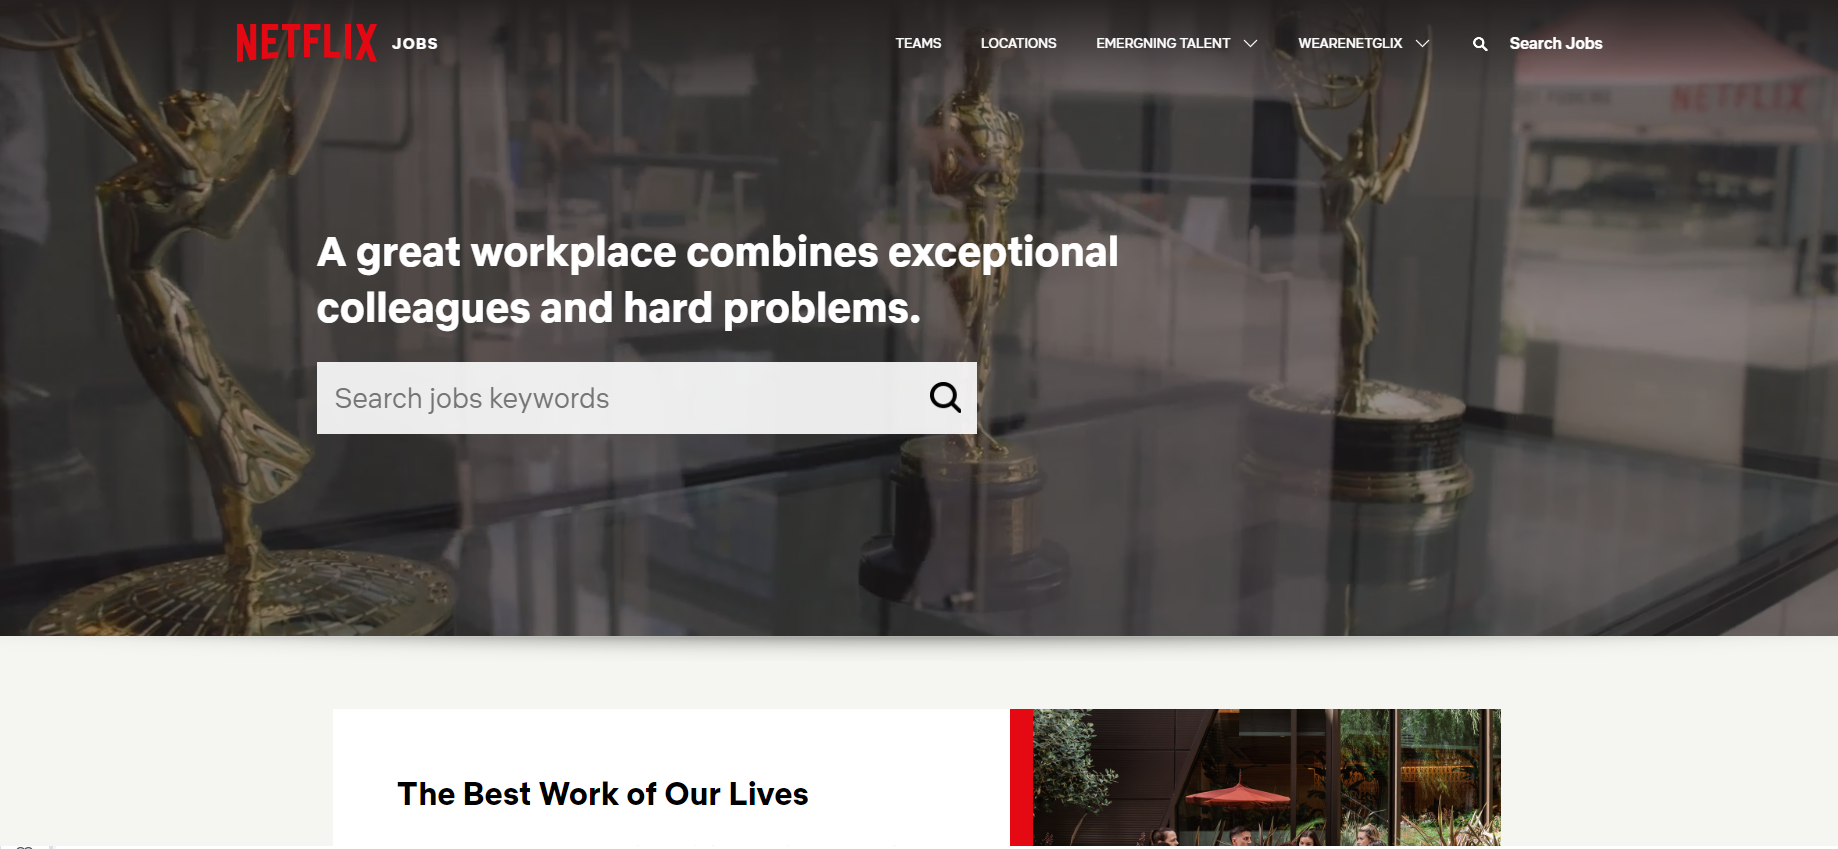 NETFLIX JOBS TEAMS LOCATIONS EMERGNING TALENT WEARENETGLIX Search Jobs
NETFLIX
A great workplace combines exceptional
colleagues and hard problems.
Search jobs keywords
The Best Work of Our Lives